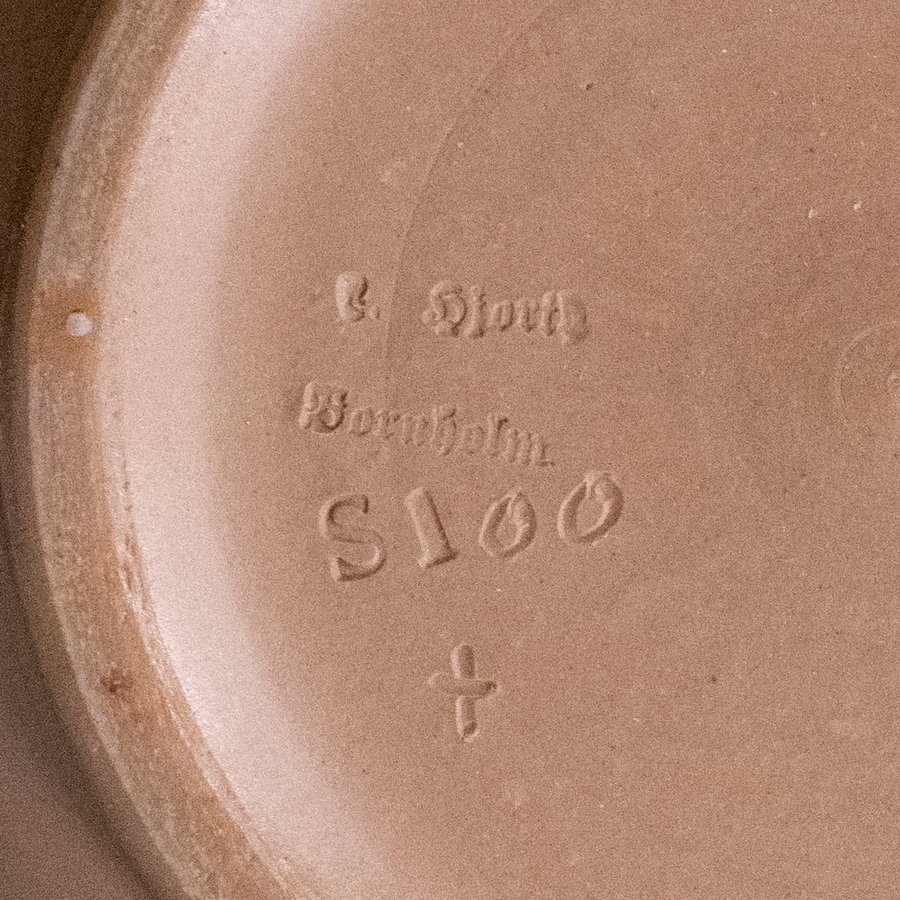 L. Hjorth
Bornholm.
S100
+